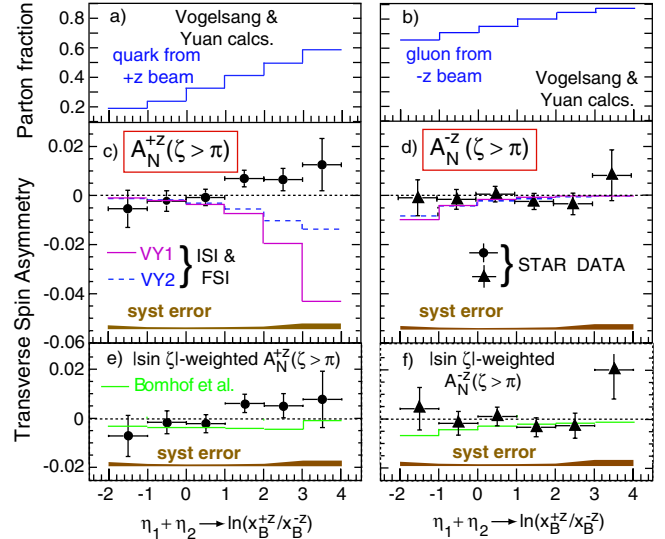 a)
Vogelsang &
Yuan calcs.
quark from
+z beam
b)
gluon from
-z beam
Vogelsang
& Yuan calcs.
Parton fraction
0.8
0.6
0.4
0.2
c)
A_N^{+z}(ζ > π)
VY1
VY2
} ISI &
FSI
syst error
d)
A_N^{-z}(ζ > π)
} STAR DATA
syst error
Transverse Spin Asymmetry
0.02
0
-0.02
-0.04
-0.06
e) |sin ζ|-weighted A_N^{+z}(ζ > π)
Bomhof et al.
syst error
f) |sin ζ|-weighted
A_N^{-z}(ζ > π)
syst error
0.02
0
-0.02
-2 -1 0 1 2 3 4
-2 -1 0 1 2 3 4
η₁ + η₂ → ln(x_B^{+z}/x_B^{-z})
η₁ + η₂ → ln(x_B^{+z}/x_B^{-z})